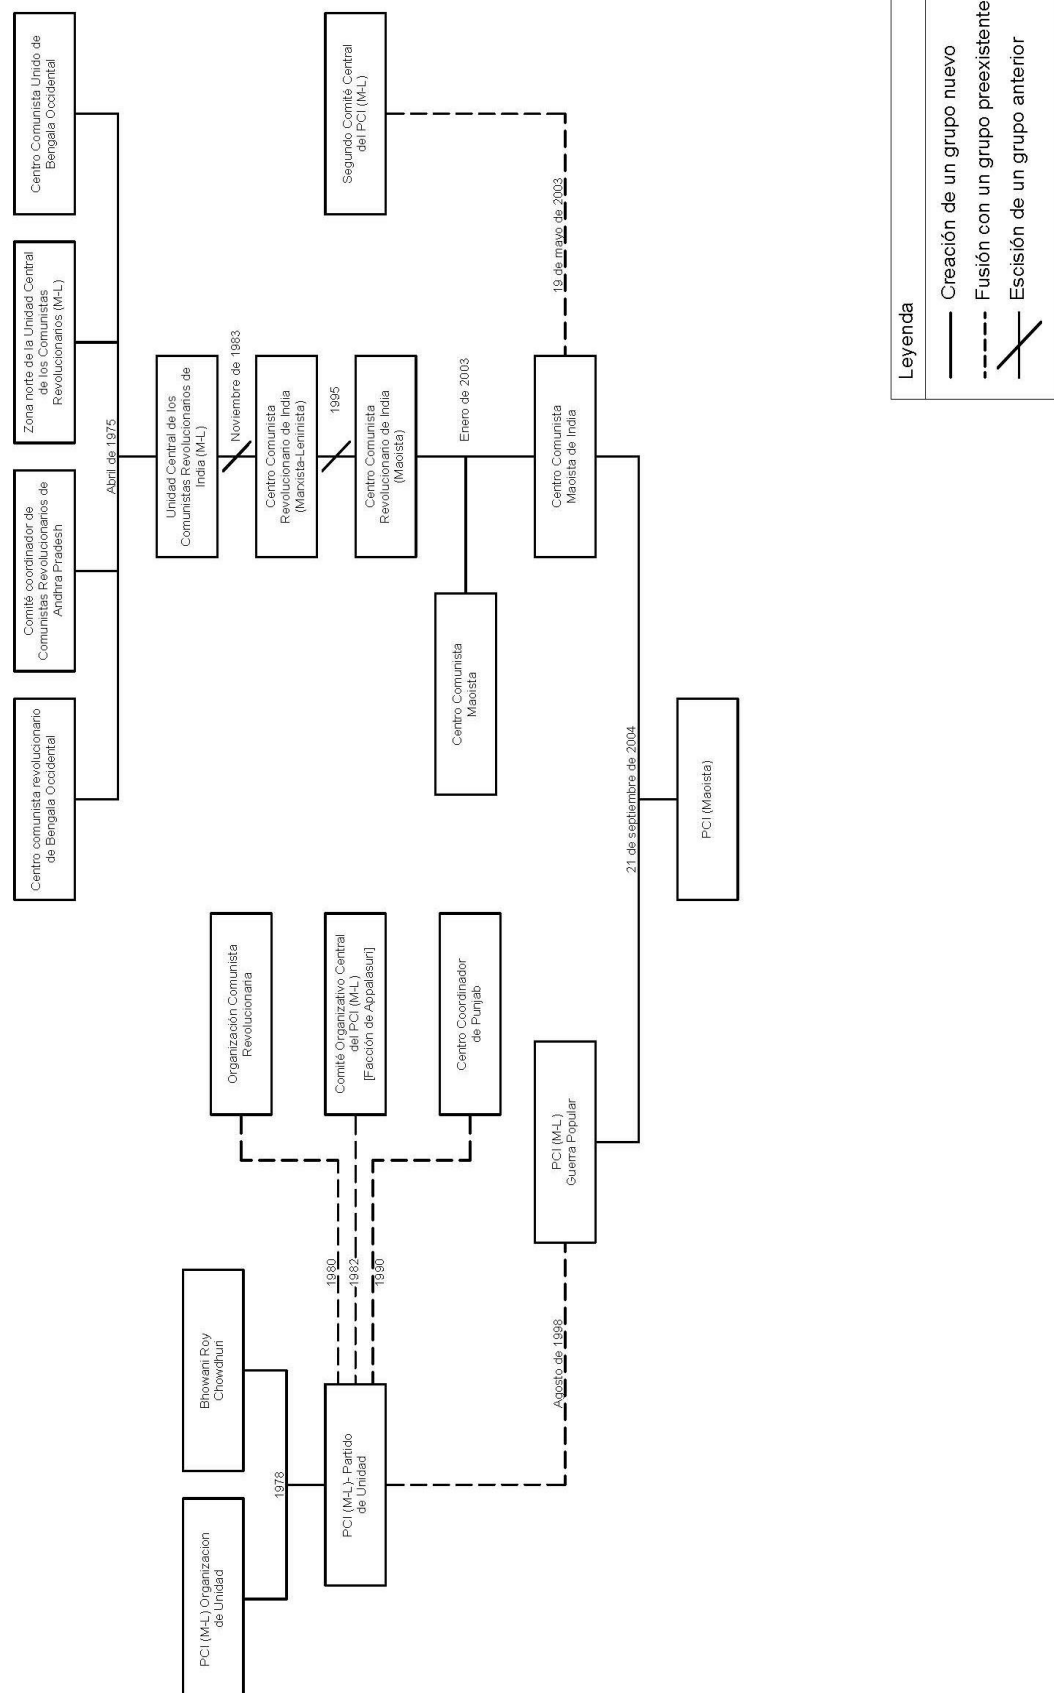 PCI (M-L) Organizacion
de Unidad
Bhowani Roy
Chowdhuri
1978
PCI (M-L)- Partido
de Unidad
1980
1982
1990
Organización Comunista
Revolucionaria
Comité Organizativo Central
del PCI (M-L)
[Facción de Appalasuri]
Centro Coordinador
de Punjab
Agosto de 1998
PCI (M-L)
Guerra Popular
Centro comunista revolucionario
de Bengala Occidental
Comité coordinador de
Comunistas Revolucionarios de
Andhra Pradesh
Zona norte de la Unidad Central
de los Comunistas
Revolucionarios (M-L)
Centro Comunista Unido de
Bengala Occidental
Abril de 1975
Unidad Central de los
Comunistas Revolucionarios de
India (M-L)
Noviembre de 1983
Centro Comunista
Revolucionario de India
(Marxista-Leninista)
1995
Centro Comunista
Revolucionario de India
(Maoista)
Enero de 2003
Centro Comunista
Maoista
Segundo Comité Central
del PCI (M-L)
19 de mayo de 2003
Centro Comunista
Maoista de India
21 de septiembre de 2004
PCI (Maoista)
Leyenda
Creación de un grupo nuevo
Fusión con un grupo preexistente
Escisión de un grupo anterior